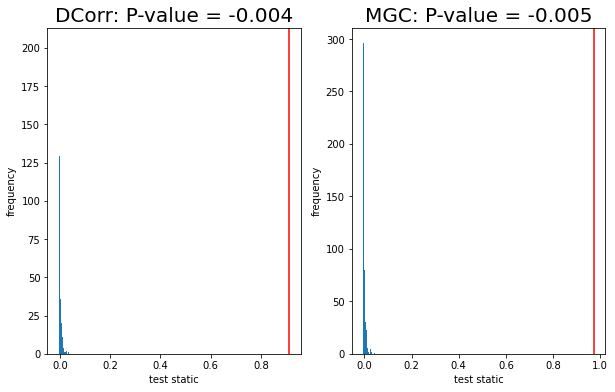 DCorr: P-value = -0.004
200
175
150
125
100
75
50
25
0
frequency
0.0 0.2 0.4 0.6 0.8
test static
MGC: P-value = -0.005
300
250
200
150
100
50
0
frequency
0.0 0.2 0.4 0.6 0.8 1.0
test static